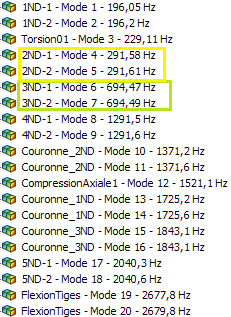 1ND-1 - Mode 1 - 196,05 Hz
1ND-2 - Mode 2 - 196,2 Hz
Torsion01 - Mode 3 - 229,11 Hz
2ND-1 - Mode 4 - 291,58 Hz
2ND-2 - Mode 5 - 291,61 Hz
3ND-1 - Mode 6 - 694,47 Hz
3ND-2 - Mode 7 - 694,49 Hz
4ND-1 - Mode 8 - 1291,5 Hz
4ND-2 - Mode 9 - 1291,6 Hz
Couronne_2ND - Mode 10 - 1371,2 Hz
Couronne_2ND - Mode 11 - 1371,6 Hz
CompressionAxiale1 - Mode 12 - 1521,1 Hz
Couronne_1ND - Mode 13 - 1725,2 Hz
Couronne_1ND - Mode 14 - 1725,6 Hz
Couronne_3ND - Mode 15 - 1843,1 Hz
Couronne_3ND - Mode 16 - 1843,1 Hz
5ND-1 - Mode 17 - 2040,3 Hz
5ND-2 - Mode 18 - 2040,6 Hz
FlexionTiges - Mode 19 - 2677,8 Hz
FlexionTiges - Mode 20 - 2679,8 Hz